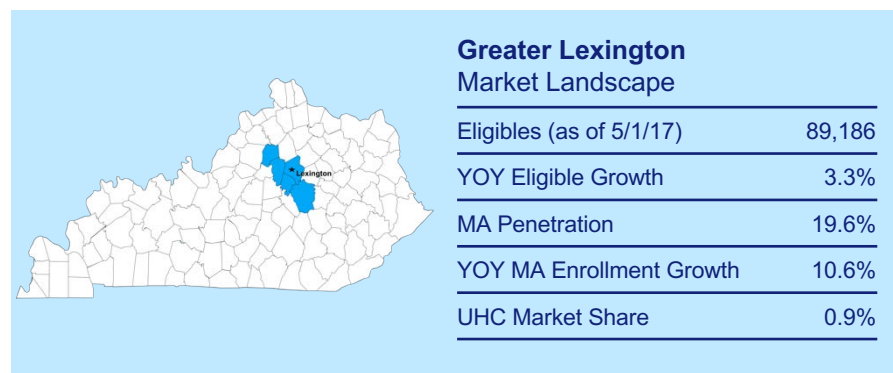 Greater Lexington
Market Landscape
Eligibles (as of 5/1/17) 89,186
YOY Eligible Growth 3.3%
MA Penetration 19.6%
YOY MA Enrollment Growth 10.6%
UHC Market Share 0.9%
Lexington